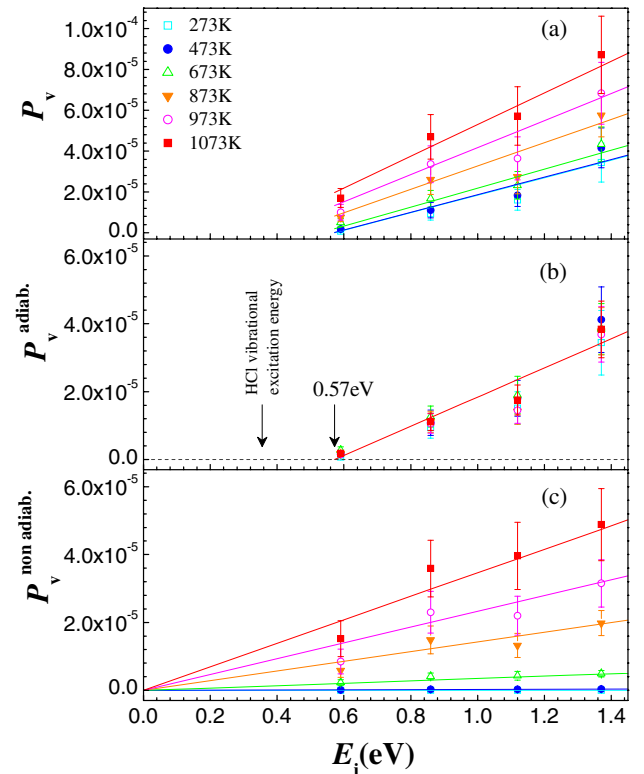 (a)
273K
473K
673K
873K
973K
1073K
P_v
1.0x10^-4
8.0x10^-5
6.0x10^-5
4.0x10^-5
2.0x10^-5
0.0
(b)
HCl vibrational
excitation energy
0.57eV
P_v^adiab.
4.0x10^-5
2.0x10^-5
0.0
(c)
P_v^non adiab.
6.0x10^-5
4.0x10^-5
2.0x10^-5
0.0
0.0 0.2 0.4 0.6 0.8 1.0 1.2 1.4
E_i(eV)